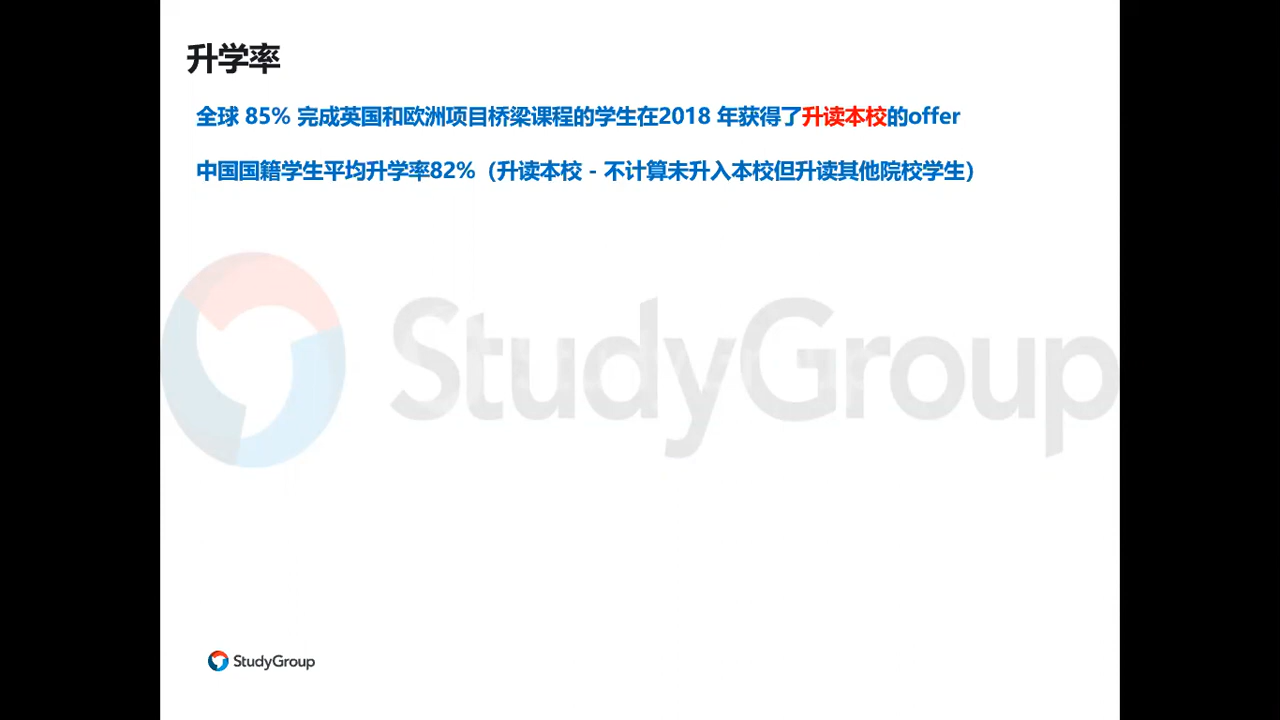 升学率
全球 85% 完成英国和欧洲项目桥梁课程的学生在2018 年获得了升读本校的offer
中国国籍学生平均升学率82%（升读本校 - 不计算未升入本校但升读其他院校学生）
StudyGroup
StudyGroup